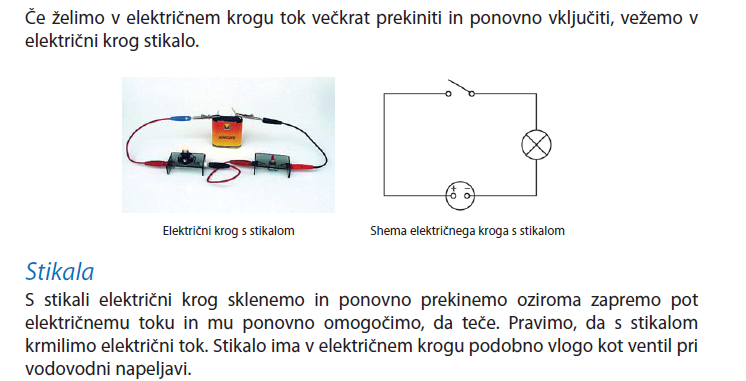 Če želimo v električnem krogu tok večkrat prekiniti in ponovno vključiti, vežemo v
električni krog stikalo.
+ −
Električni krog s stikalom
Shema električnega kroga s stikalom
Stikala
S stikali električni krog sklenemo in ponovno prekinemo oziroma zapremo pot
električnemu toku in mu ponovno omogočimo, da teče. Pravimo, da s stikalom
krmilimo električni tok. Stikalo ima v električnem krogu podobno vlogo kot ventil pri
vodovodni napeljavi.